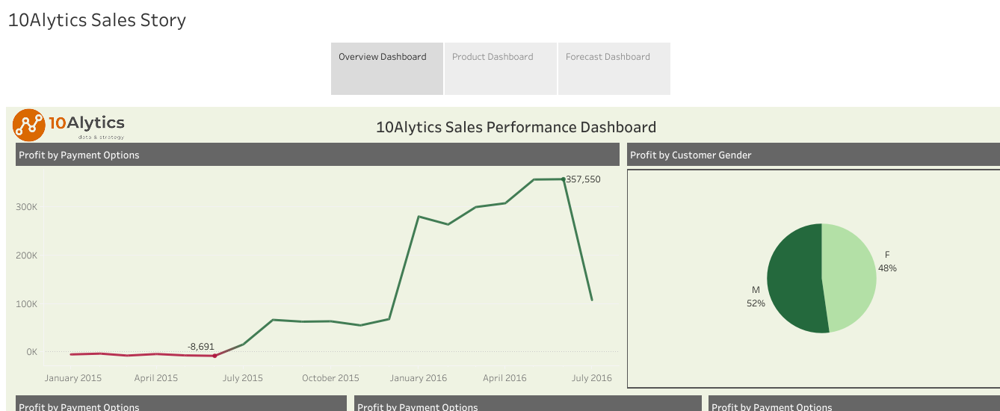 10Alytics Sales Story
Overview Dashboard
Product Dashboard
Forecast Dashboard
10Alytics
data & strategy
10Alytics Sales Performance Dashboard
Profit by Payment Options
Profit by Customer Gender
357,550
300K
200K
100K
0K
-8,691
January 2015
April 2015
July 2015
October 2015
January 2016
April 2016
July 2016
F
48%
M
52%
Profit by Payment Options
Profit by Payment Options
Profit by Payment Options